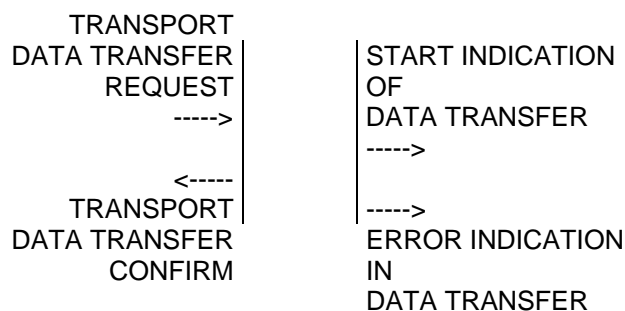 TRANSPORT
DATA TRANSFER
REQUEST
----->
<-----
TRANSPORT
DATA TRANSFER
CONFIRM
START INDICATION
OF
DATA TRANSFER
----->
----->
ERROR INDICATION
IN
DATA TRANSFER